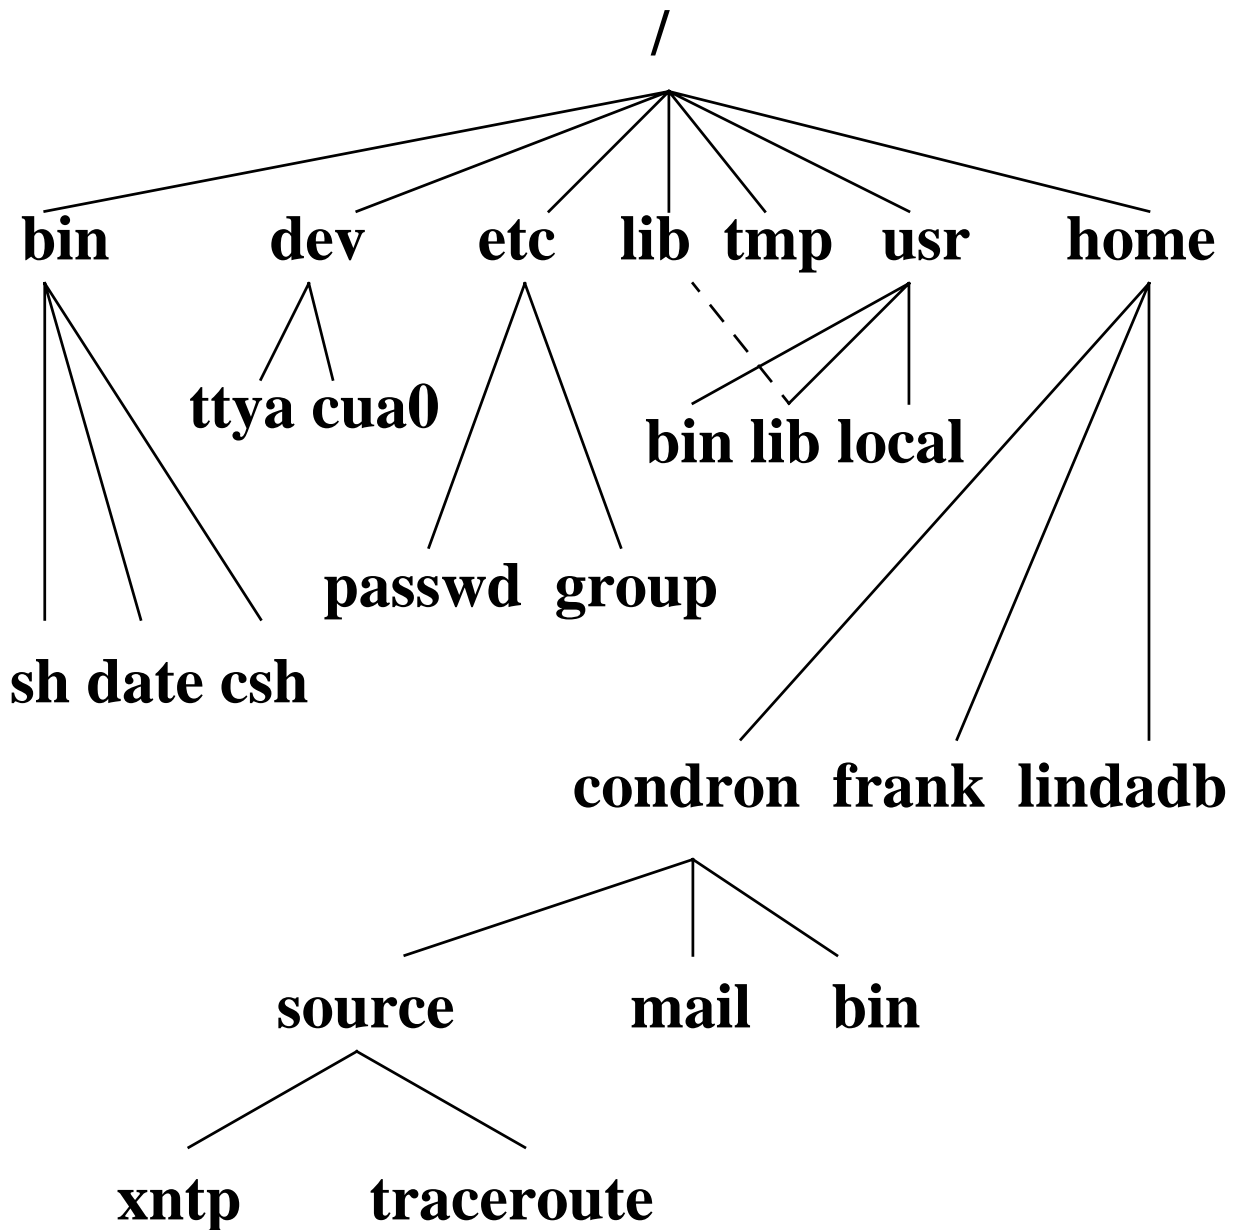 /
bin dev etc lib tmp usr home
ttya cua0
bin lib local
passwd group
sh date csh
condron frank lindadb
source mail bin
xntp traceroute